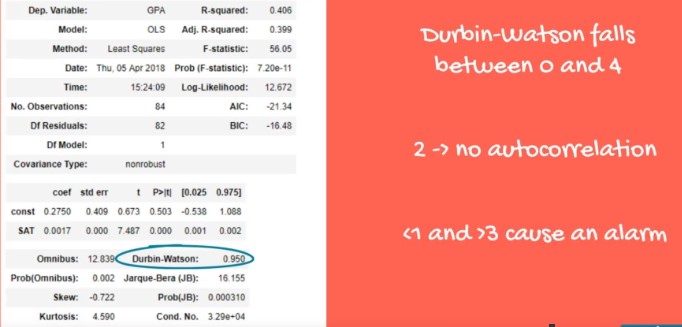 Dep. Variable: GPA R-squared: 0.406
Model: OLS Adj. R-squared: 0.399
Method: Least Squares F-statistic: 56.05
Date: Thu, 05 Apr 2018 Prob (F-statistic): 7.20e-11
Time: 15:24:09 Log-Likelihood: 12.672
No. Observations: 84 AIC: -21.34
Df Residuals: 82 BIC: -16.48
Df Model: 1
Covariance Type: nonrobust
coef std err t P>|t| [0.025 0.975]
const 0.2750 0.409 0.673 0.503 -0.538 1.088
SAT 0.0017 0.000 7.487 0.000 0.001 0.002
Omnibus: 12.839 Durbin-Watson: 0.950
Prob(Omnibus): 0.002 Jarque-Bera (JB): 16.155
Skew: -0.722 Prob(JB): 0.000310
Kurtosis: 4.590 Cond. No. 3.29e+04
Durbin-Watson falls
between 0 and 4
2 -> no autocorrelation
<1 and >3 cause an alarm